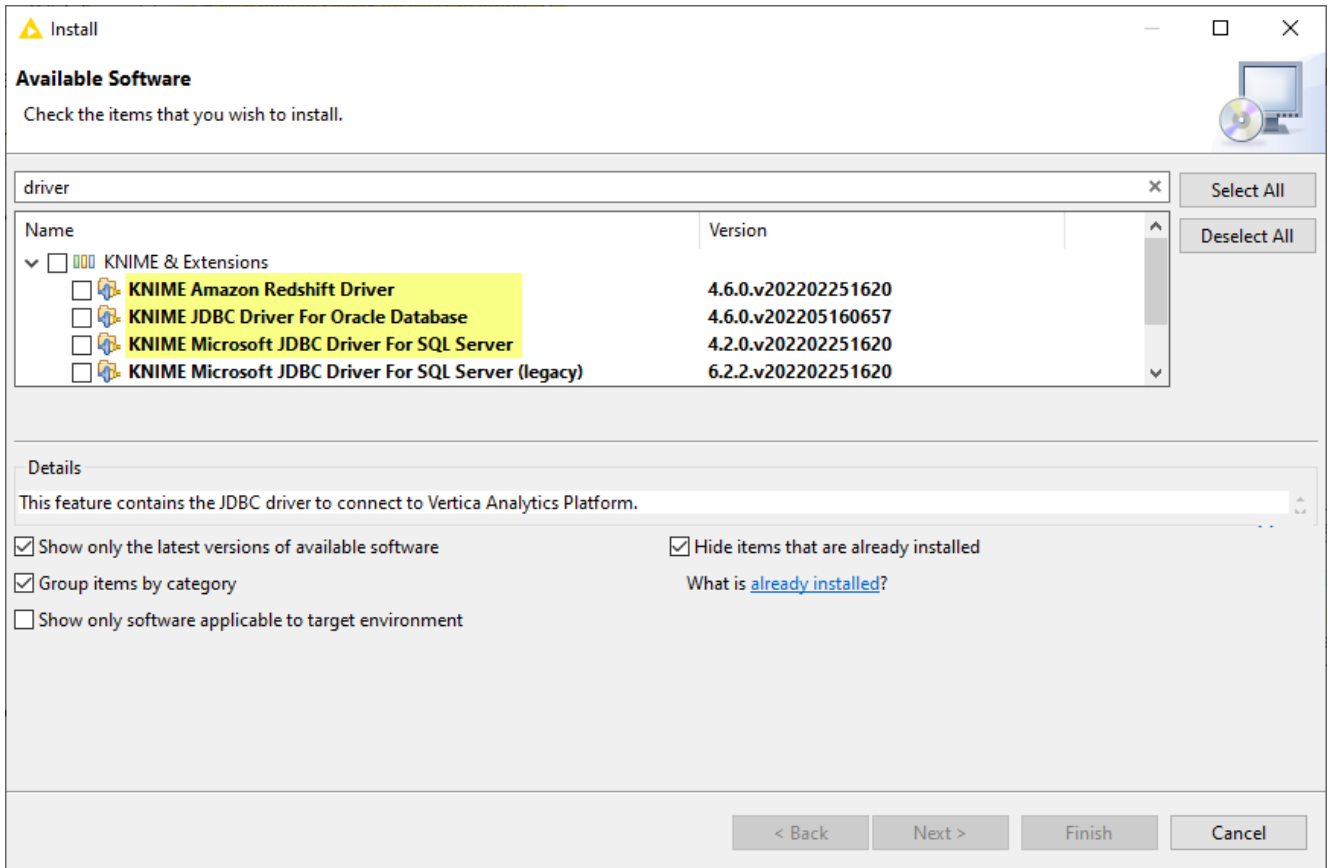 Install
Available Software
Check the items that you wish to install.
driver
Select All
Name Version
Deselect All
KNIME & Extensions
KNIME Amazon Redshift Driver 4.6.0.v202202251620
KNIME JDBC Driver For Oracle Database 4.6.0.v202205160657
KNIME Microsoft JDBC Driver For SQL Server 4.2.0.v202202251620
KNIME Microsoft JDBC Driver For SQL Server (legacy) 6.2.2.v202202251620
Details
This feature contains the JDBC driver to connect to Vertica Analytics Platform.
Show only the latest versions of available software Hide items that are already installed
Group items by category What is already installed?
Show only software applicable to target environment
< Back Next > Finish Cancel